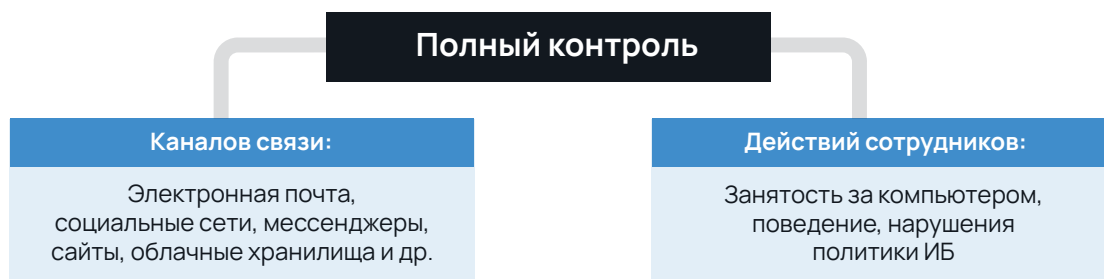 Полный контроль
Каналов связи:
Электронная почта,
социальные сети, мессенджеры,
сайты, облачные хранилища и др.
Действий сотрудников:
Занятость за компьютером,
поведение, нарушения
политики ИБ